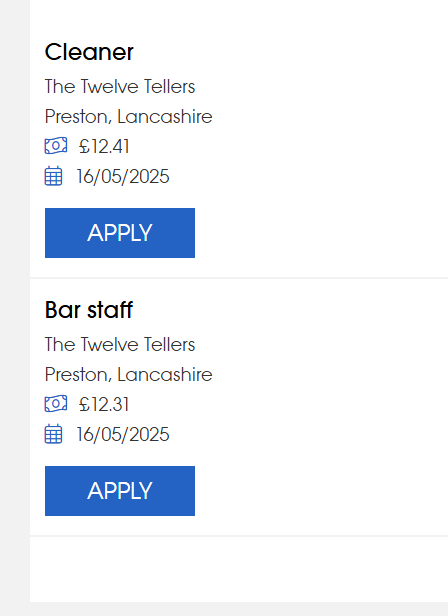 Cleaner
The Twelve Tellers
Preston, Lancashire
£12.41
16/05/2025
APPLY
Bar staff
The Twelve Tellers
Preston, Lancashire
£12.31
16/05/2025
APPLY